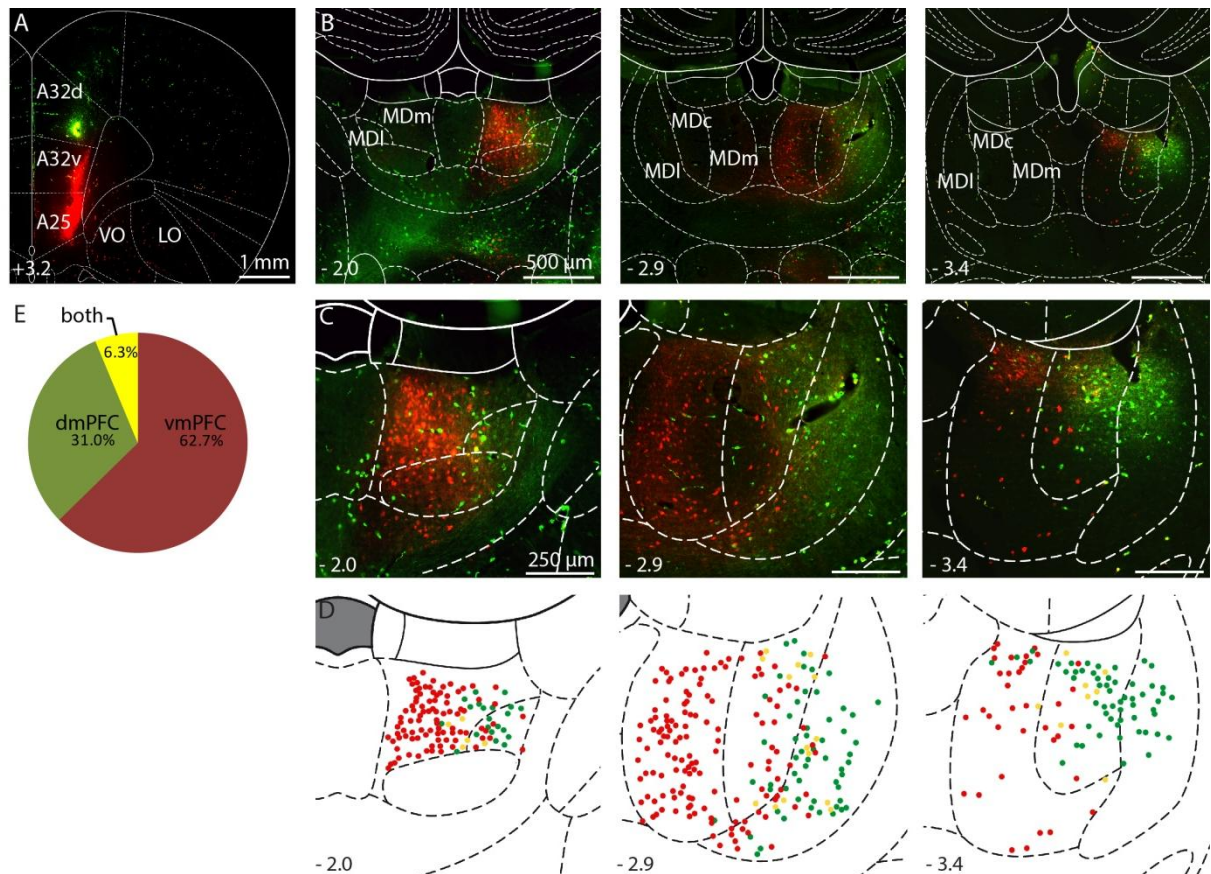 A
A32d
A32v
A25
VO
LO
+3.2
1 mm
B
MDm
MDl
- 2.0
500 µm
MDc
MDl
MDm
- 2.9
MDc
MDl
MDm
- 3.4
E
both
6.3%
dmPFC
31.0%
vmPFC
62.7%
C
- 2.0
250 µm
- 2.9
- 3.4
D
- 2.0
- 2.9
- 3.4